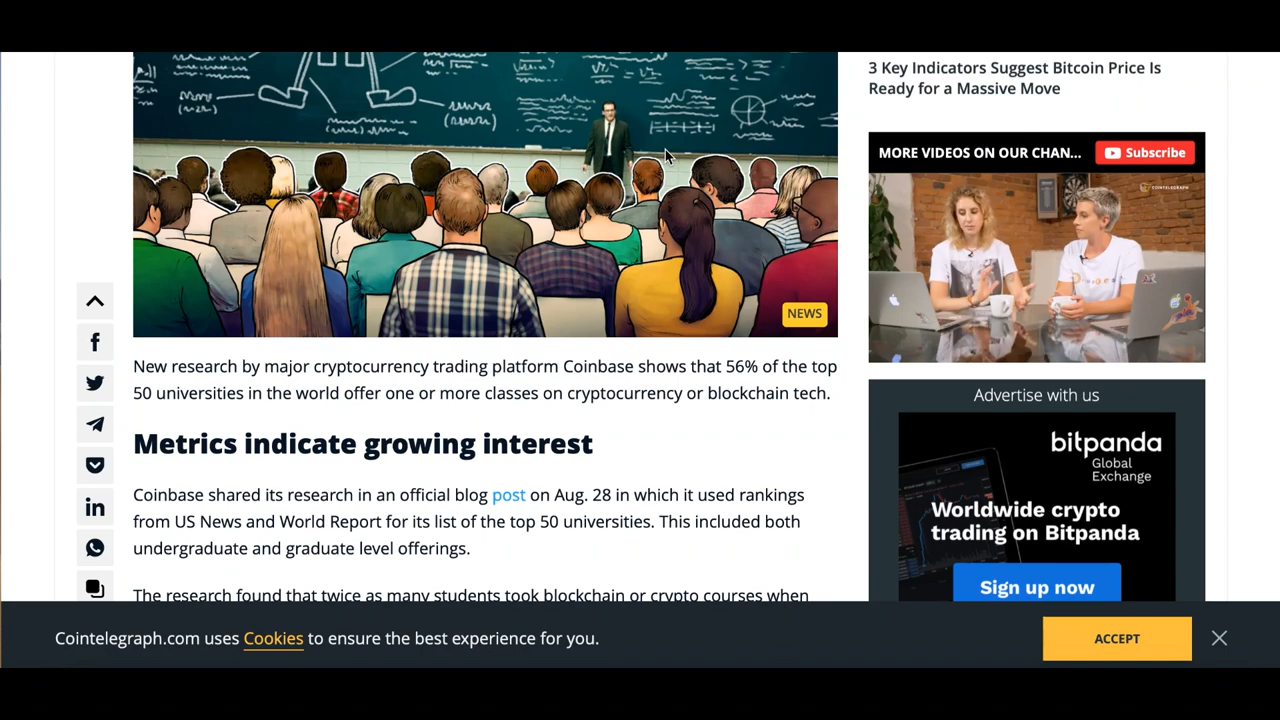 3 Key Indicators Suggest Bitcoin Price Is
Ready for a Massive Move
MORE VIDEOS ON OUR CHAN...
Subscribe
COINTELEGRAPH
NEWS
New research by major cryptocurrency trading platform Coinbase shows that 56% of the top
50 universities in the world offer one or more classes on cryptocurrency or blockchain tech.
Metrics indicate growing interest
Coinbase shared its research in an official blog post on Aug. 28 in which it used rankings
from US News and World Report for its list of the top 50 universities. This included both
undergraduate and graduate level offerings.
The research found that twice as many students took blockchain or crypto courses when
Advertise with us
bitpanda
Global
Exchange
Worldwide crypto
trading on Bitpanda
Sign up now
Cointelegraph.com uses Cookies to ensure the best experience for you.
ACCEPT